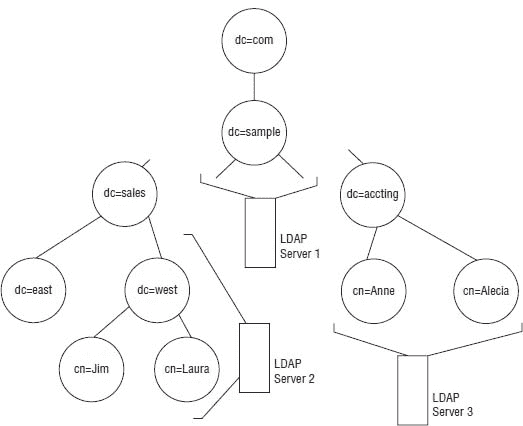 dc=com
dc=sample
dc=sales
dc=accting
LDAP
Server 1
dc=east
dc=west
cn=Anne
cn=Alecia
cn=Jim
cn=Laura
LDAP
Server 2
LDAP
Server 3